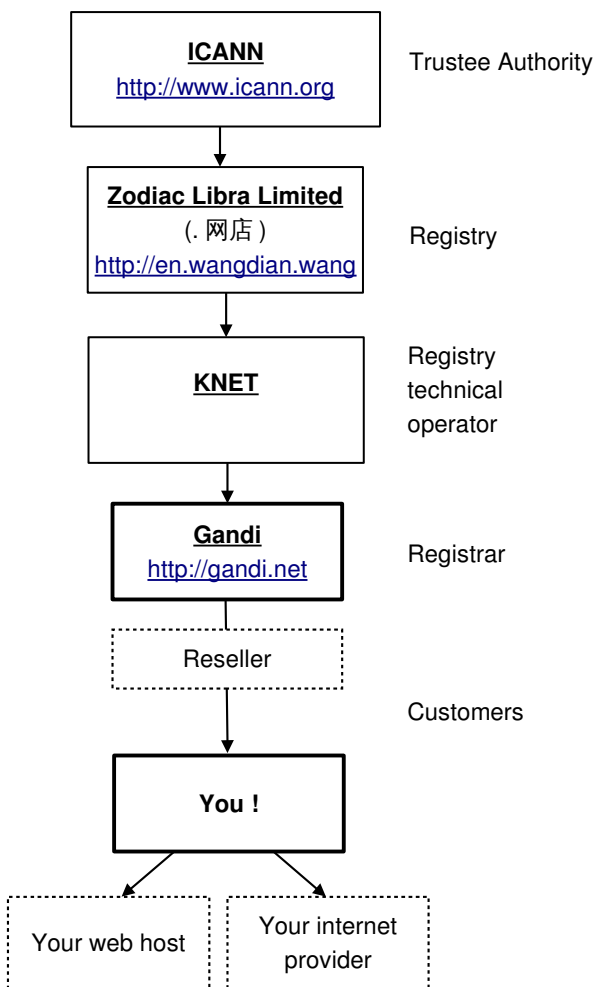 ICANN
http://www.icann.org
Trustee Authority
Zodiac Libra Limited
(. 网店 )
http://en.wangdian.wang
Registry
KNET
Registry
technical
operator
Gandi
http://gandi.net
Registrar
Reseller
Customers
You !
Your web host
Your internet
provider